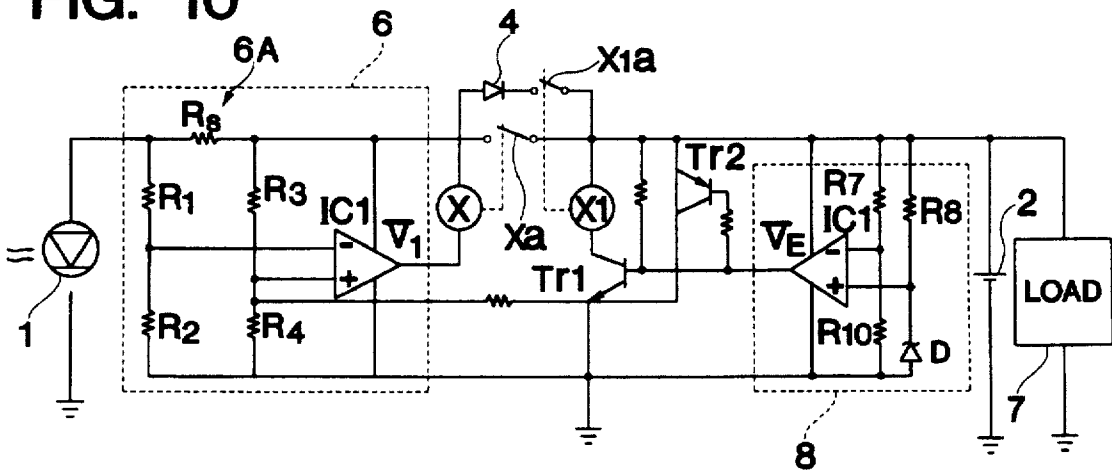 FIG. 10
6
4
6A
X1a
Rs
Tr2
R1
R3
IC1
V1
X
X1
Xa
R7
IC1
R8
2
VE
-
+
-
+
Tr1
LOAD
1
R2
R4
R10
D
7
8